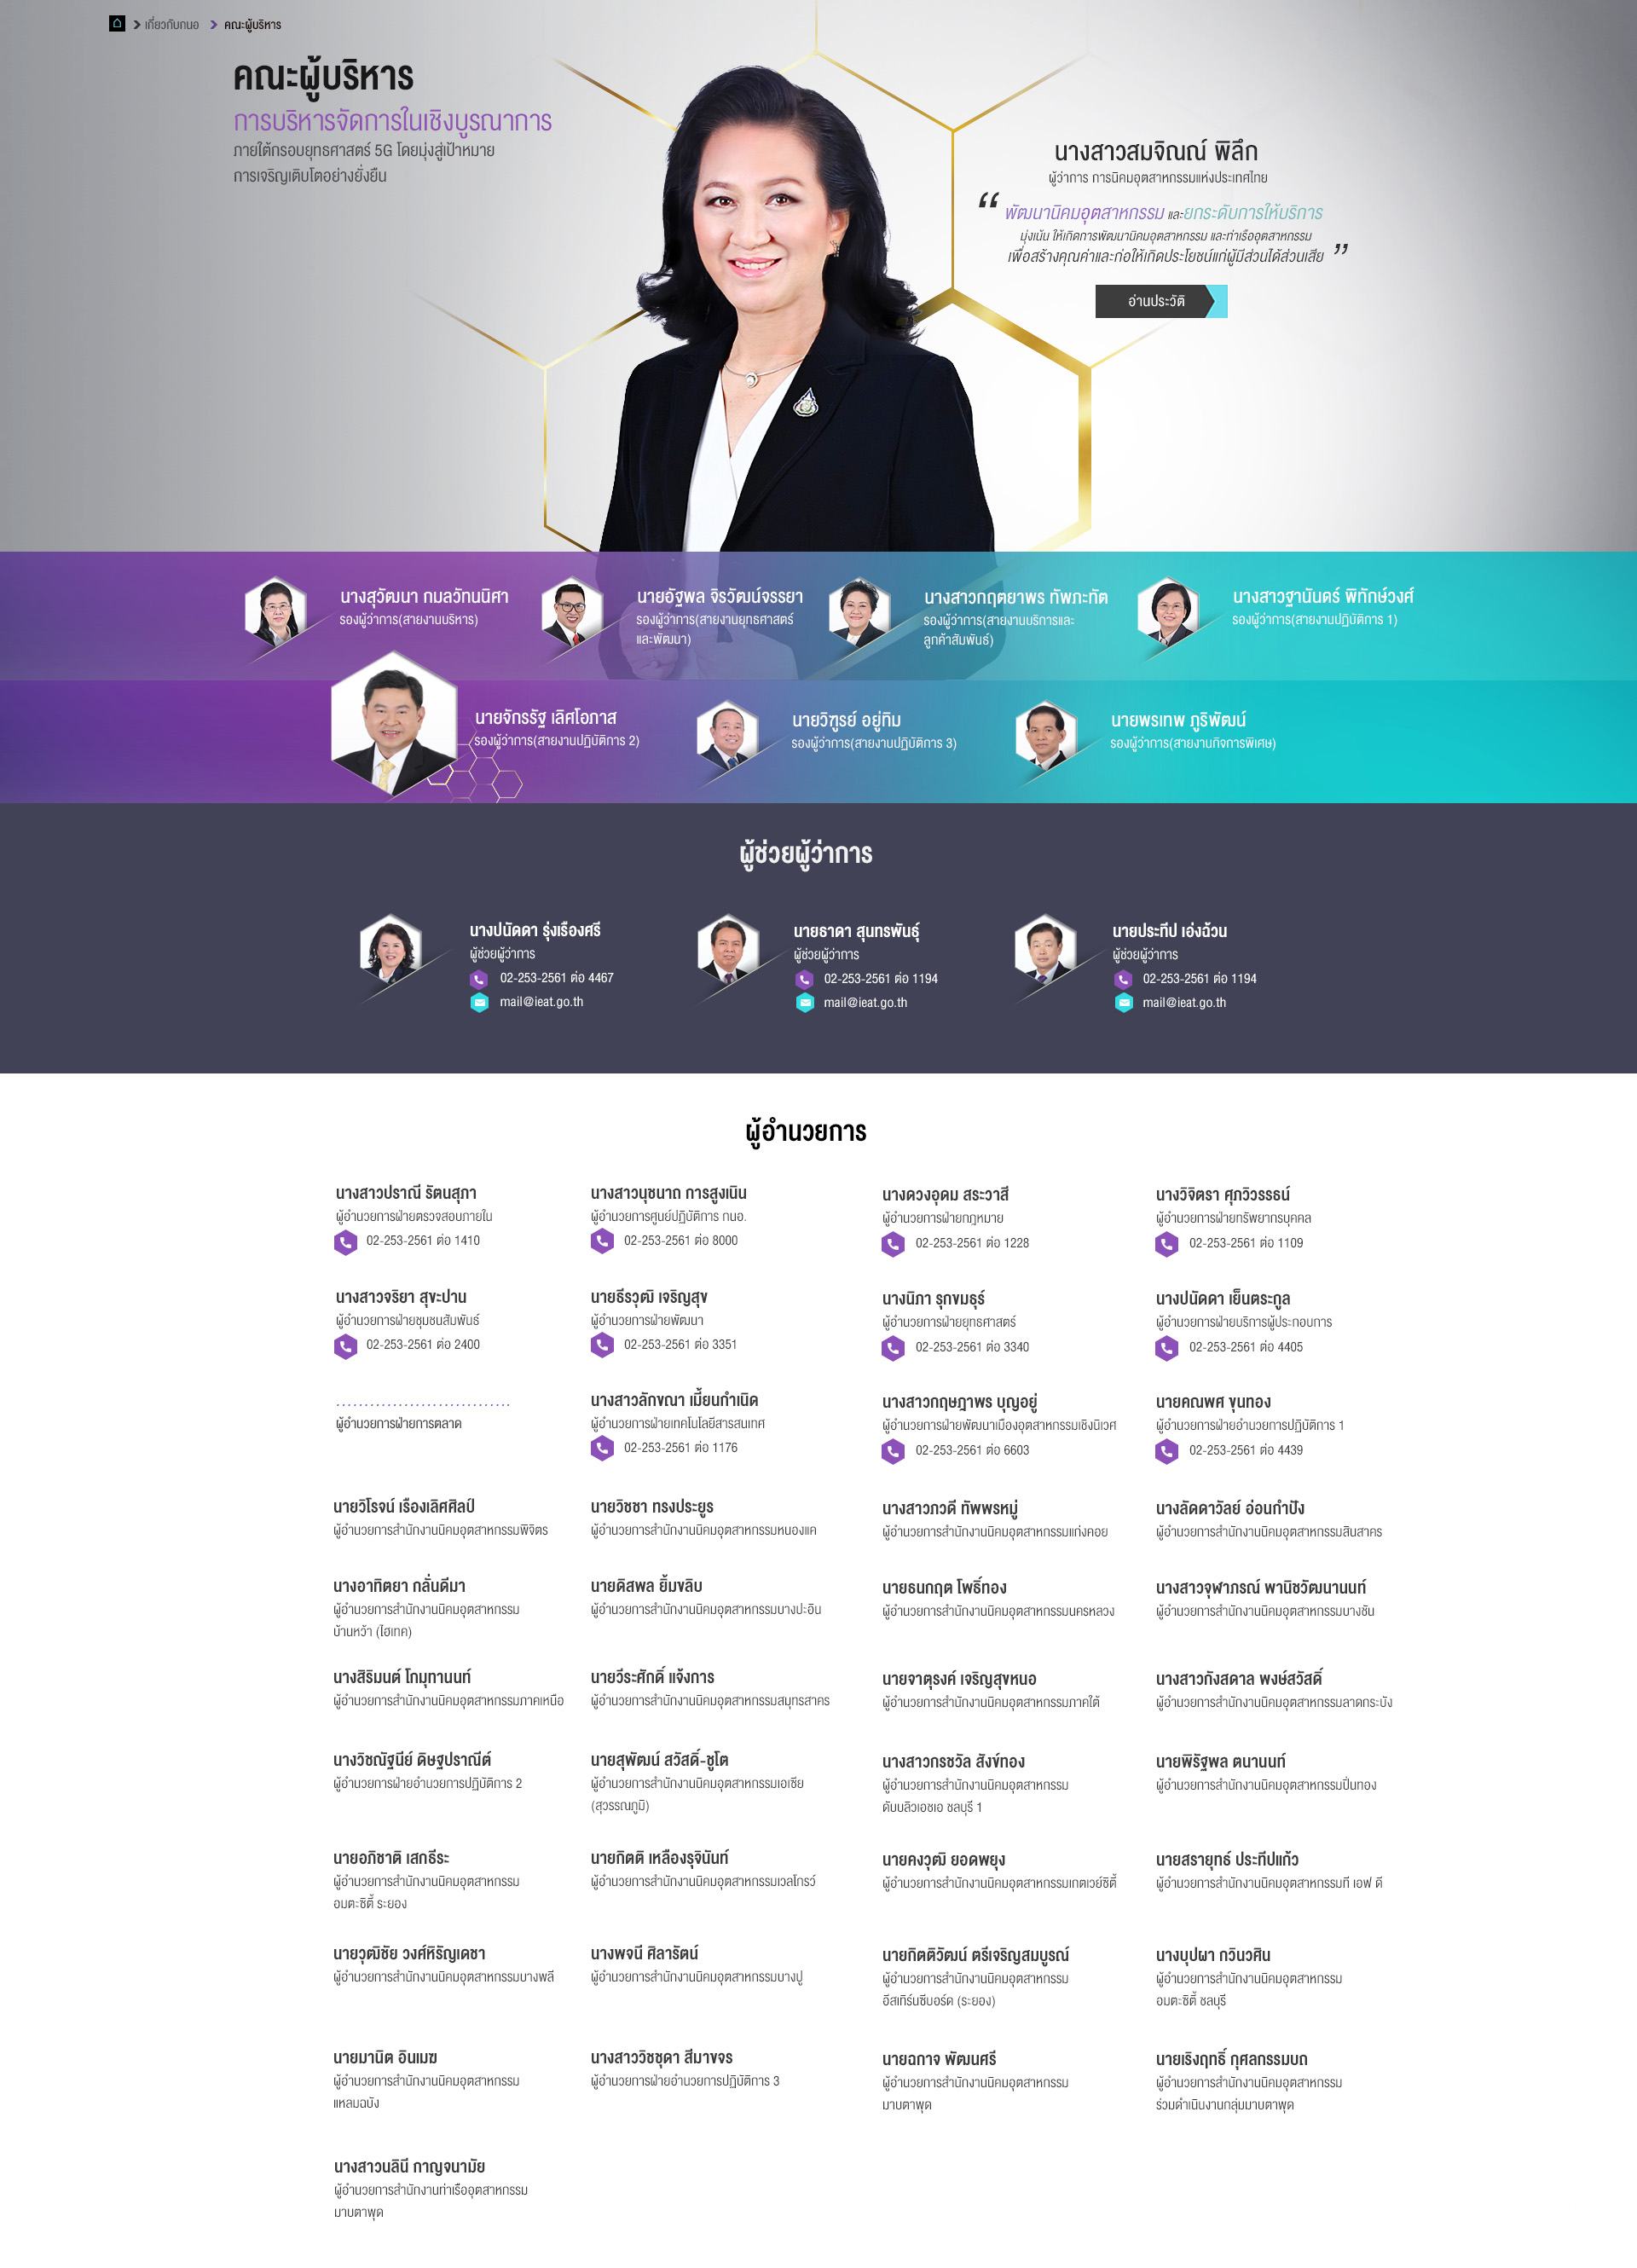 เกี่ยวกับกนอ คณะผู้บริหาร
คณะผู้บริหาร
การบริหารจัดการในเชิงบูรณาการ
ภายใต้กรอบยุทธศาสตร์ 5G โดยมุ่งสู่เป้าหมาย
การเจริญเติบโตอย่างยั่งยืน
นางสาวสมจิณณ์ พิลึก
ผู้ว่าการ การนิคมอุตสาหกรรมแห่งประเทศไทย
“ พัฒนานิคมอุตสาหกรรม และยกระดับการให้บริการ
มุ่งเน้น ให้เกิดการพัฒนานิคมอุตสาหกรรม และท่าเรืออุตสาหกรรม
เพื่อสร้างคุณค่าและก่อให้เกิดประโยชน์แก่ผู้มีส่วนได้ส่วนเสีย ”
อ่านประวัติ
นางสุวัฒนา กมลวัทนนิศา
รองผู้ว่าการ(สายงานบริหาร)
นายอัฐพล จิรวัฒน์จรรยา
รองผู้ว่าการ(สายงานยุทธศาสตร์
และพัฒนา)
นางสาวกฤตยาพร ทัพภะทัต
รองผู้ว่าการ(สายงานบริการและ
ลูกค้าสัมพันธ์)
นางสาวฐานันดร์ พิทักษ์วงศ์
รองผู้ว่าการ(สายงานปฏิบัติการ 1)
นายจักรรัฐ เลิศโอภาส
รองผู้ว่าการ(สายงานปฏิบัติการ 2)
นายวิฑูรย์ อยู่ทิม
รองผู้ว่าการ(สายงานปฏิบัติการ 3)
นายพรเทพ ภูริพัฒน์
รองผู้ว่าการ(สายงานกิจการพิเศษ)
ผู้ช่วยผู้ว่าการ
นางปนัดดา รุ่งเรืองศรี
ผู้ช่วยผู้ว่าการ
02-253-2561 ต่อ 4467
mail@ieat.go.th
นายธาดา สุนทรพันธุ์
ผู้ช่วยผู้ว่าการ
02-253-2561 ต่อ 1194
mail@ieat.go.th
นายประทีป เอ่งฉ้วน
ผู้ช่วยผู้ว่าการ
02-253-2561 ต่อ 1194
mail@ieat.go.th
ผู้อำนวยการ
นางสาวปราณี รัตนสุภา
ผู้อำนวยการฝ่ายตรวจสอบภายใน
02-253-2561 ต่อ 1410
นางสาวนุชนาถ การสูงเนิน
ผู้อำนวยการศูนย์ปฏิบัติการ กนอ.
02-253-2561 ต่อ 8000
นางดวงอุดม สระวาสี
ผู้อำนวยการฝ่ายกฎหมาย
02-253-2561 ต่อ 1228
นางวิจิตรา ศุภวิวรรธน์
ผู้อำนวยการฝ่ายทรัพยากรบุคคล
02-253-2561 ต่อ 1109
นางสาวจริยา สุขะปาน
ผู้อำนวยการฝ่ายชุมชนสัมพันธ์
02-253-2561 ต่อ 2400
นายธีรวุฒิ เจริญสุข
ผู้อำนวยการฝ่ายพัฒนา
02-253-2561 ต่อ 3351
นางนิภา รุกขมธุร์
ผู้อำนวยการฝ่ายยุทธศาสตร์
02-253-2561 ต่อ 3340
นางปนัดดา เย็นตระกูล
ผู้อำนวยการฝ่ายบริการผู้ประกอบการ
02-253-2561 ต่อ 4405
...............................
ผู้อำนวยการฝ่ายการตลาด
นางสาวลักขณา เมี้ยนกำเนิด
ผู้อำนวยการฝ่ายเทคโนโลยีสารสนเทศ
02-253-2561 ต่อ 1176
นางสาวกฤษฎาพร บุญอยู่
ผู้อำนวยการฝ่ายพัฒนาเมืองอุตสาหกรรมเชิงนิเวศ
02-253-2561 ต่อ 6603
นายคณพศ ขุนทอง
ผู้อำนวยการฝ่ายอำนวยการปฏิบัติการ 1
02-253-2561 ต่อ 4439
นายวิโรจน์ เรืองเลิศศิลป์
ผู้อำนวยการสำนักงานนิคมอุตสาหกรรมพิจิตร
นายวิชชา ทรงประยูร
ผู้อำนวยการสำนักงานนิคมอุตสาหกรรมหนองแค
นางสาวภวดี ทัพพรหมู่
ผู้อำนวยการสำนักงานนิคมอุตสาหกรรมแก่งคอย
นางลัดดาวัลย์ อ่อนกำปัง
ผู้อำนวยการสำนักงานนิคมอุตสาหกรรมสินสาคร
นางอาทิตยา กลั่นดีมา
ผู้อำนวยการสำนักงานนิคมอุตสาหกรรม
บ้านหว้า (ไฮเทค)
นายดิสพล ยิ้มขลิบ
ผู้อำนวยการสำนักงานนิคมอุตสาหกรรมบางปะอิน
นายธนกฤต โพธิ์ทอง
ผู้อำนวยการสำนักงานนิคมอุตสาหกรรมนครหลวง
นางสาวจุฬาภรณ์ พานิชวัฒนานนท์
ผู้อำนวยการสำนักงานนิคมอุตสาหกรรมบางชัน
นางสิริมนต์ โกมุทานนท์
ผู้อำนวยการสำนักงานนิคมอุตสาหกรรมภาคเหนือ
นายวีระศักดิ์ แจ้งการ
ผู้อำนวยการสำนักงานนิคมอุตสาหกรรมสมุทรสาคร
นายจาตุรงค์ เจริญสุขหนอ
ผู้อำนวยการสำนักงานนิคมอุตสาหกรรมภาคใต้
นางสาวกังสดาล พงษ์สวัสดิ์
ผู้อำนวยการสำนักงานนิคมอุตสาหกรรมลาดกระบัง
นางวิชณัฐนีย์ ดิษฐปราณีต์
ผู้อำนวยการฝ่ายอำนวยการปฏิบัติการ 2
นายสุพัฒน์ สวัสดิ์-ชูโต
ผู้อำนวยการสำนักงานนิคมอุตสาหกรรมเอเซีย
(สุวรรณภูมิ)
นางสาวกรชวัล สังข์ทอง
ผู้อำนวยการสำนักงานนิคมอุตสาหกรรม
ดับบลิวเอชเอ ชลบุรี 1
นายพิรัฐพล ตนานนท์
ผู้อำนวยการสำนักงานนิคมอุตสาหกรรมปิ่นทอง
นายอภิชาติ เสกธีระ
ผู้อำนวยการสำนักงานนิคมอุตสาหกรรม
อมตะซิตี้ ระยอง
นายกิตติ เหลืองรุจินันท์
ผู้อำนวยการสำนักงานนิคมอุตสาหกรรมเวลโกรว์
นายคงวุฒิ ยอดพยุง
ผู้อำนวยการสำนักงานนิคมอุตสาหกรรมเกตเวย์ซิตี้
นายสรายุทธ์ ประทีปแก้ว
ผู้อำนวยการสำนักงานนิคมอุตสาหกรรมที เอฟ ดี
นายวุฒิชัย วงศ์หิรัญเดชา
ผู้อำนวยการสำนักงานนิคมอุตสาหกรรมบางพลี
นางพจนี ศิลารัตน์
ผู้อำนวยการสำนักงานนิคมอุตสาหกรรมบางปู
นายกิตติวัฒน์ ตรีเจริญสมบูรณ์
ผู้อำนวยการสำนักงานนิคมอุตสาหกรรม
อีสเทิร์นซีบอร์ด (ระยอง)
นางบุปผา กวินวศิน
ผู้อำนวยการสำนักงานนิคมอุตสาหกรรม
อมตะซิตี้ ชลบุรี
นายมานิต อินเมฆ
ผู้อำนวยการสำนักงานนิคมอุตสาหกรรม
แหลมฉบัง
นางสาววิชชุดา สีมาขจร
ผู้อำนวยการฝ่ายอำนวยการปฏิบัติการ 3
นายฉกาจ พัฒนศรี
ผู้อำนวยการสำนักงานนิคมอุตสาหกรรม
มาบตาพุด
นายเริงฤทธิ์ กุศลกรรมบถ
ผู้อำนวยการสำนักงานนิคมอุตสาหกรรม
ร่วมดำเนินงานกลุ่มมาบตาพุด
นางสาวนลินี กาญจนามัย
ผู้อำนวยการสำนักงานท่าเรืออุตสาหกรรม
มาบตาพุด